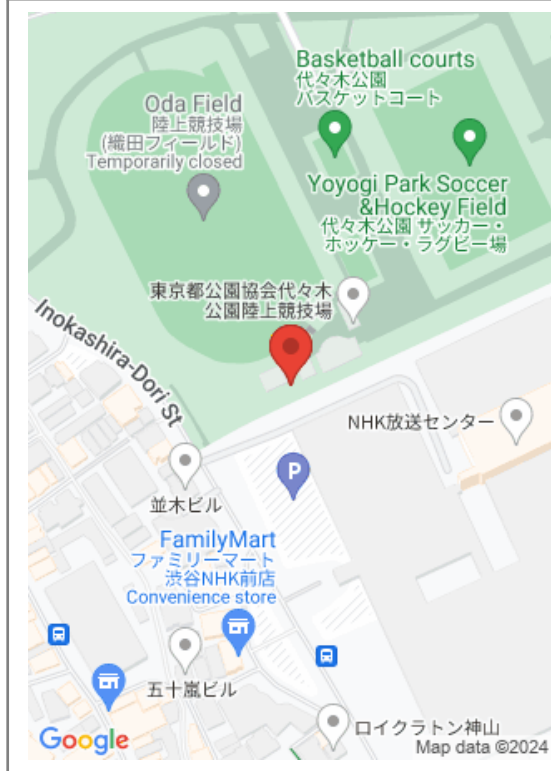 Basketball courts
代々木公園
バスケットコート
Oda Field
陸上競技場
(織田フィールド)
Temporarily closed
Yoyogi Park Soccer
&Hockey Field
代々木公園 サッカー・
ホッケー・ラグビー場
東京都公園協会代々木
公園陸上競技場
Inokashira-Dori St
NHK放送センター
P
並木ビル
FamilyMart
ファミリーマート
渋谷NHK前店
Convenience store
五十嵐ビル
ロイクラトン神山
Google
Map data ©2024